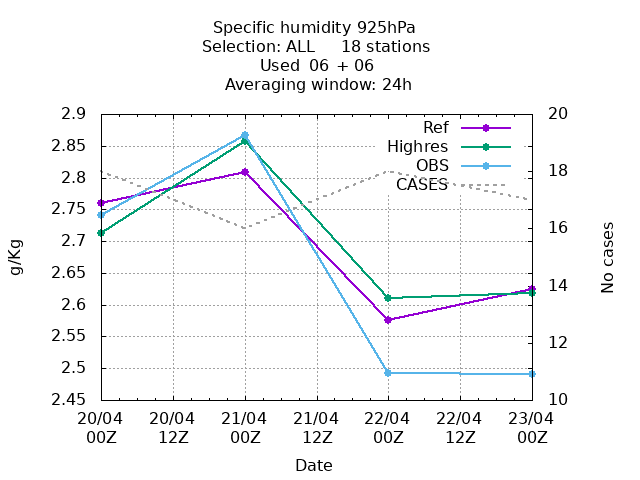 Specific humidity 925hPa
Selection: ALL 18 stations
Used 06 + 06
Averaging window: 24h
2.9
2.85
2.8
2.75
2.7
2.65
2.6
2.55
2.5
2.45
g/Kg
Ref
Highres
OBS
CASES
20
18
16
14
12
10
No cases
20/04 20/04 21/04 21/04 22/04 22/04 23/04
00Z 12Z 00Z 12Z 00Z 12Z 00Z
Date